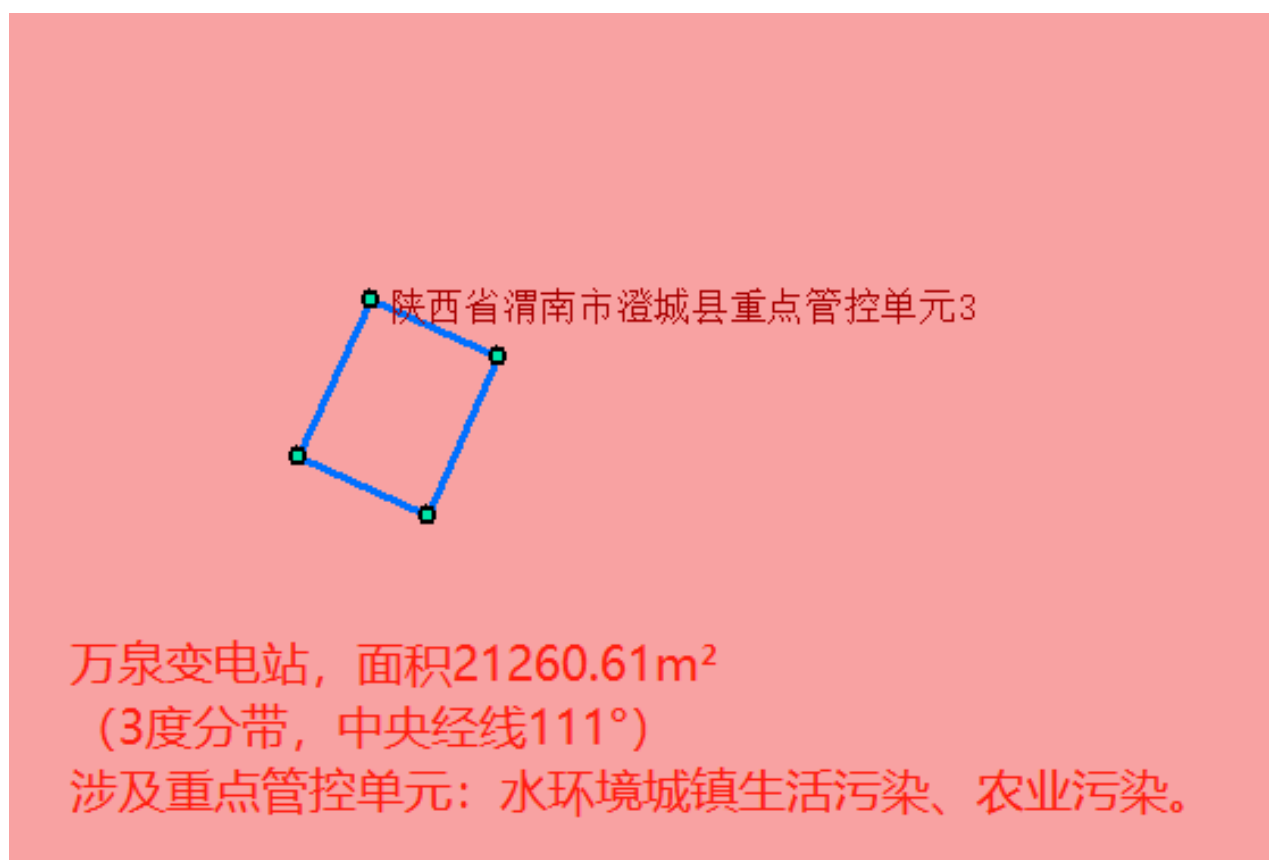 陕西省渭南市澄城县重点管控单元3
万泉变电站，面积21260.61m²
（3度分带，中央经线111°）
涉及重点管控单元：水环境城镇生活污染、农业污染。